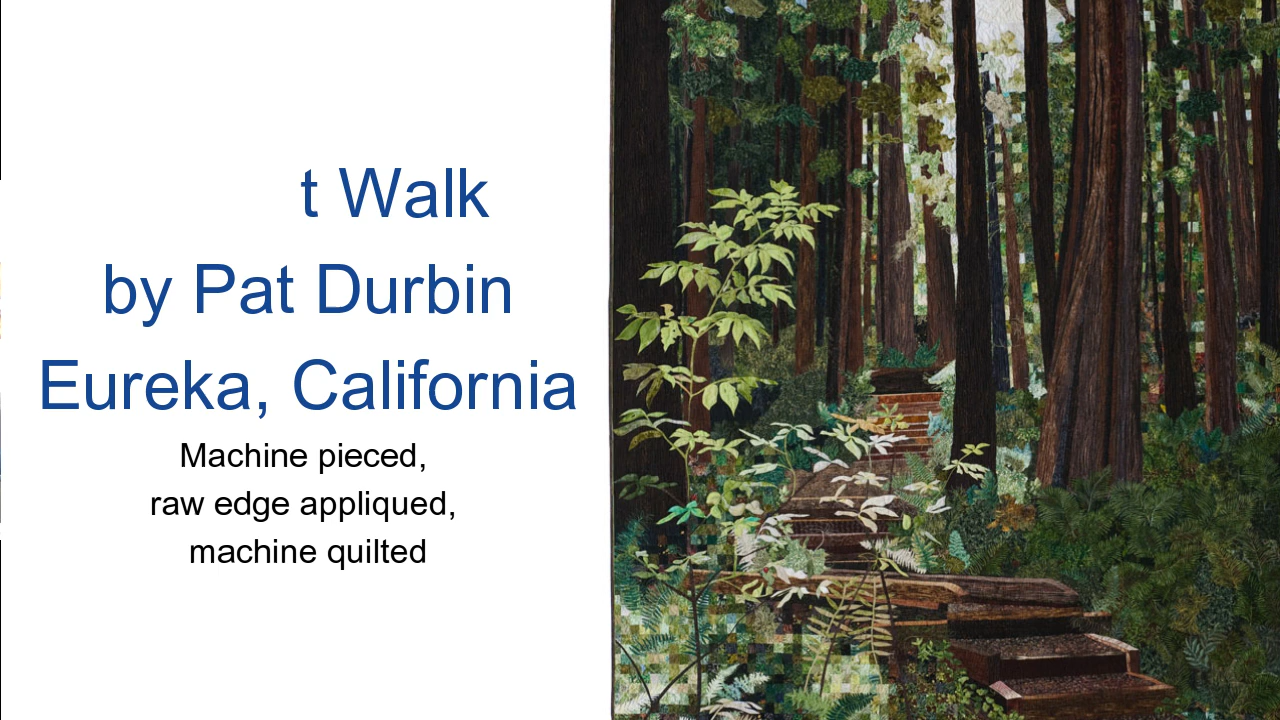 t Walk
by Pat Durbin
Eureka, California
Machine pieced,
raw edge appliqued,
machine quilted